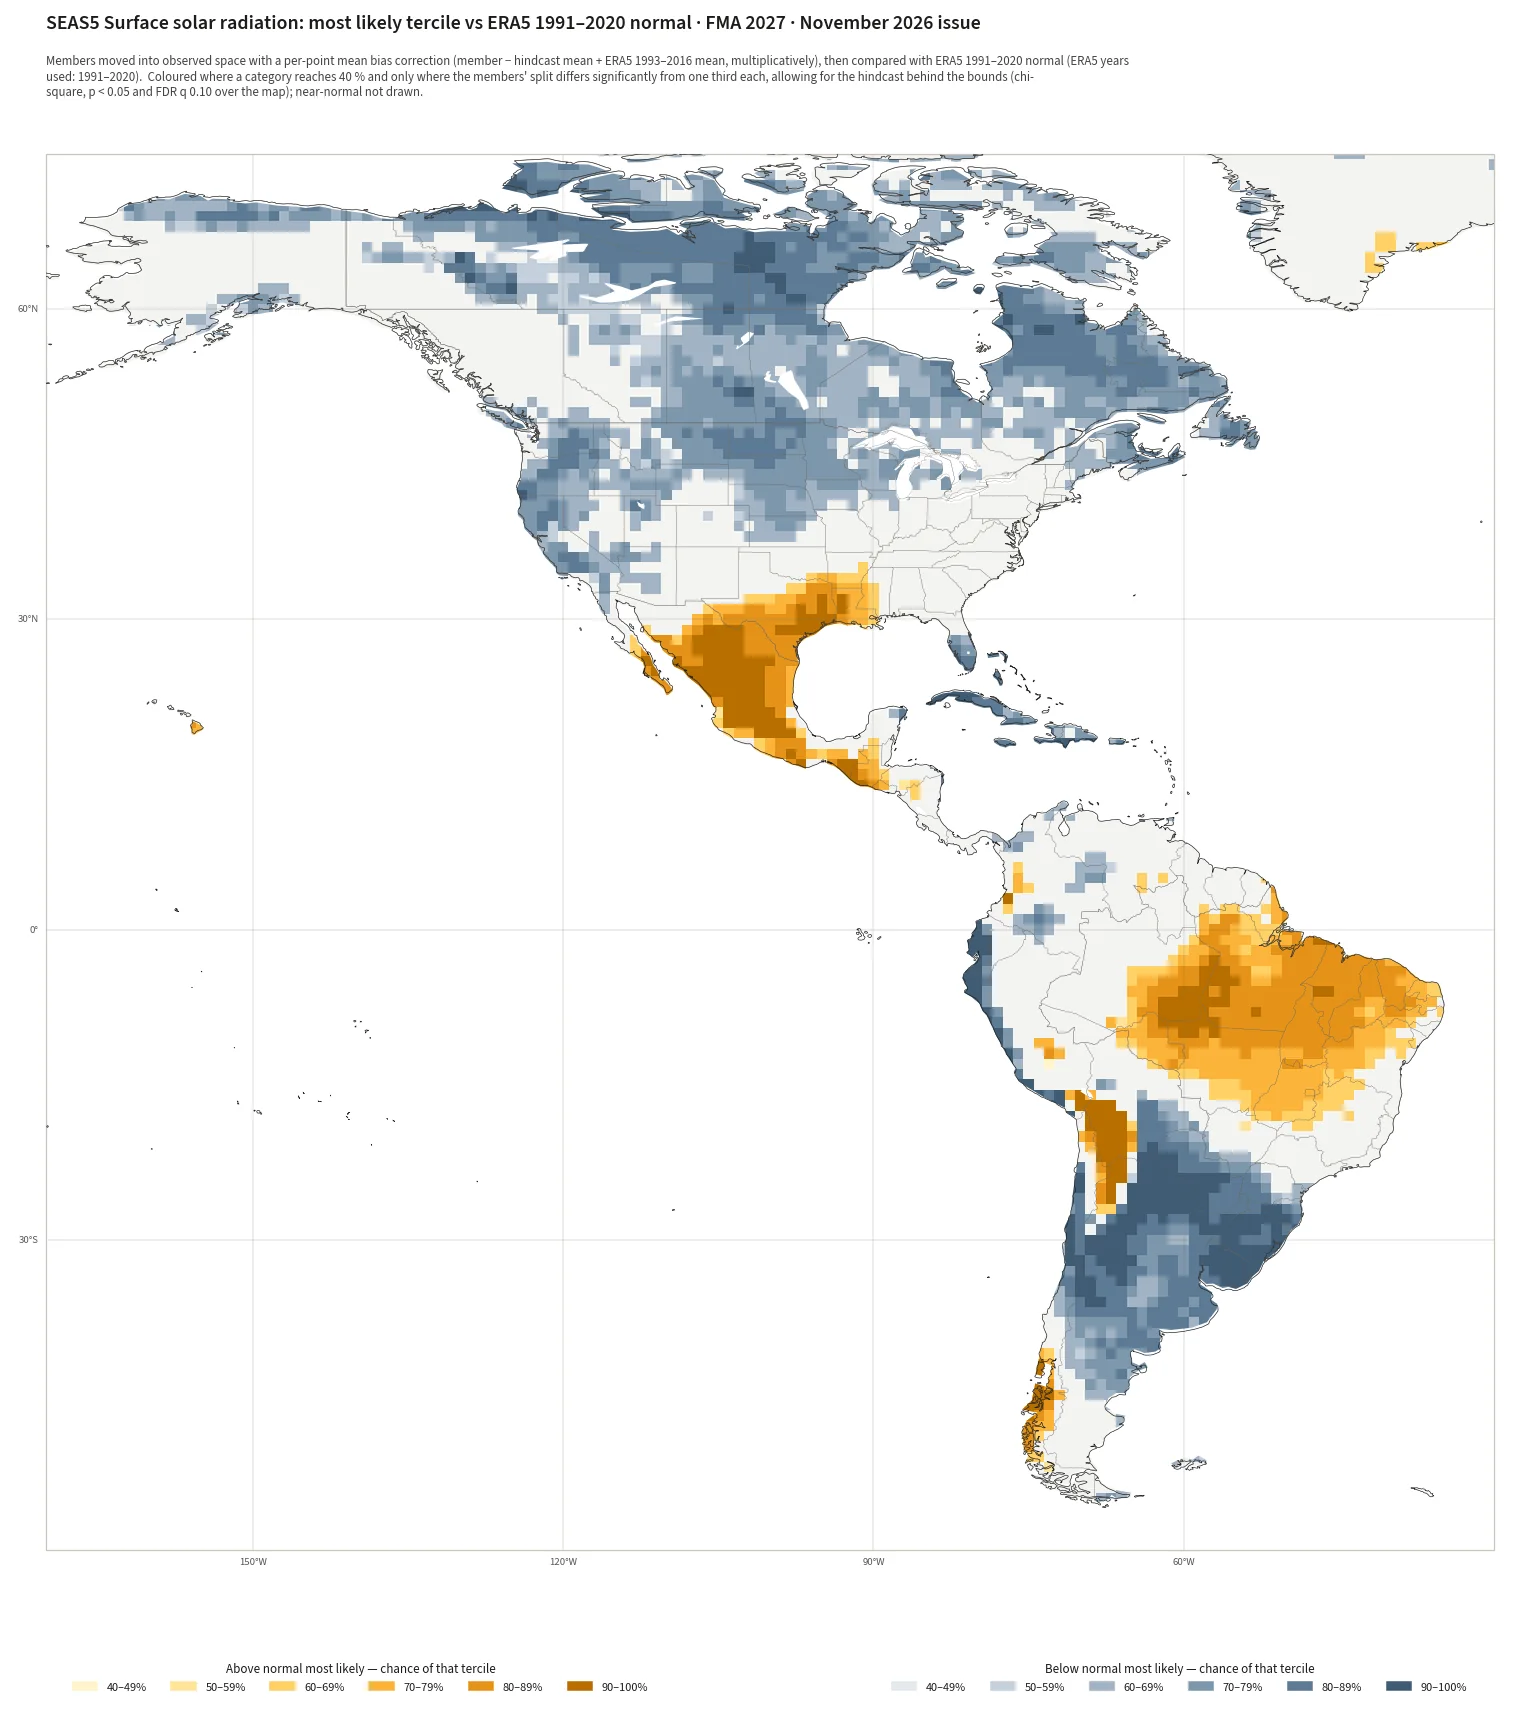 SEAS5 Surface solar radiation: most likely tercile vs ERA5 1991–2020 normal · FMA 2027 · November 2026 issue
Members moved into observed space with a per-point mean bias correction (member − hindcast mean + ERA5 1993–2016 mean, multiplicatively), then compared with ERA5 1991–2020 normal (ERA5 years
used: 1991–2020).  Coloured where a category reaches 40 % and only where the members' split differs significantly from one third each, allowing for the hindcast behind the bounds (chi-
square, p < 0.05 and FDR q 0.10 over the map); near-normal not drawn.
60°N
30°N
0°
30°S
150°W 120°W 90°W 60°W
Above normal most likely — chance of that tercile
40–49% 50–59% 60–69% 70–79% 80–89% 90–100%
Below normal most likely — chance of that tercile
40–49% 50–59% 60–69% 70–79% 80–89% 90–100%